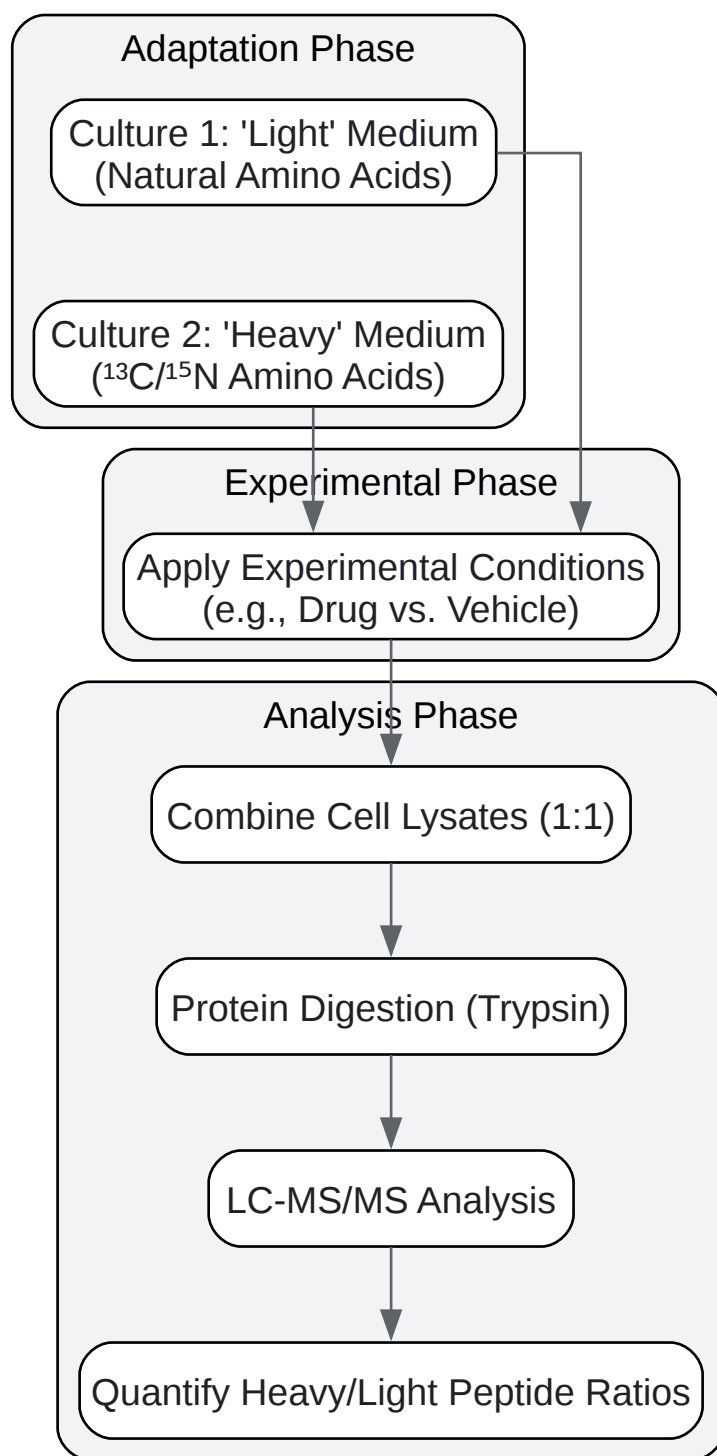 Adaptation Phase
Culture 1: 'Light' Medium
(Natural Amino Acids)
Culture 2: 'Heavy' Medium
(¹³C/¹⁵N Amino Acids)
Experimental Phase
Apply Experimental Conditions
(e.g., Drug vs. Vehicle)
Analysis Phase
Combine Cell Lysates (1:1)
Protein Digestion (Trypsin)
LC-MS/MS Analysis
Quantify Heavy/Light Peptide Ratios